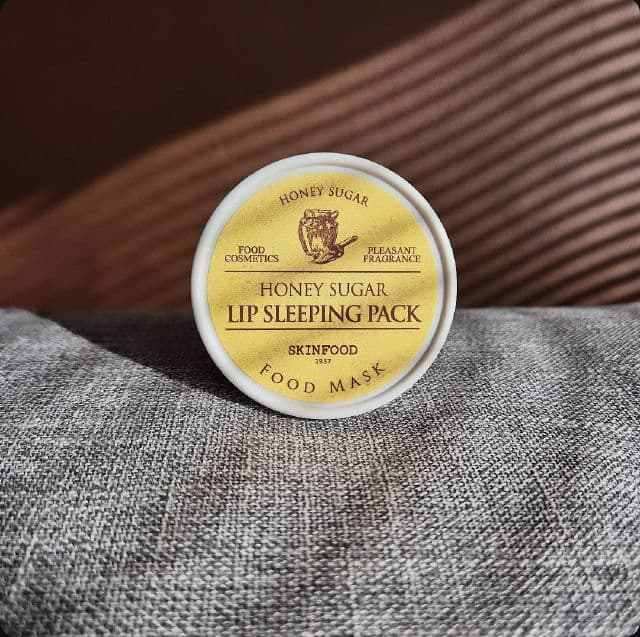 HONEY SUGAR
FOOD
COSMETICS
PLEASANT
FRAGRANCE
HONEY SUGAR
LIP SLEEPING PACK
SKINFOOD
1957
FOOD MASK